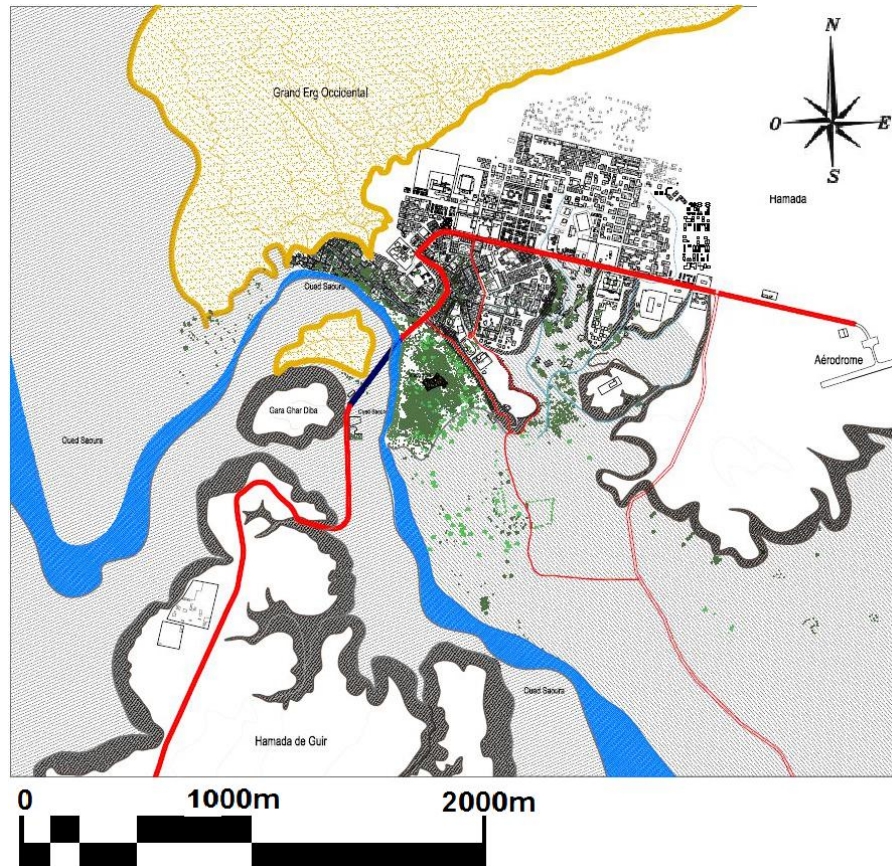 Grand Erg Occidental
N
O
E
S
Hamada
Oued Saoura
Aérodrome
Gara Ghar Diba
Oued Saoura
Oued Saoura
Oued Saoura
Hamada de Guir
0
1000m
2000m